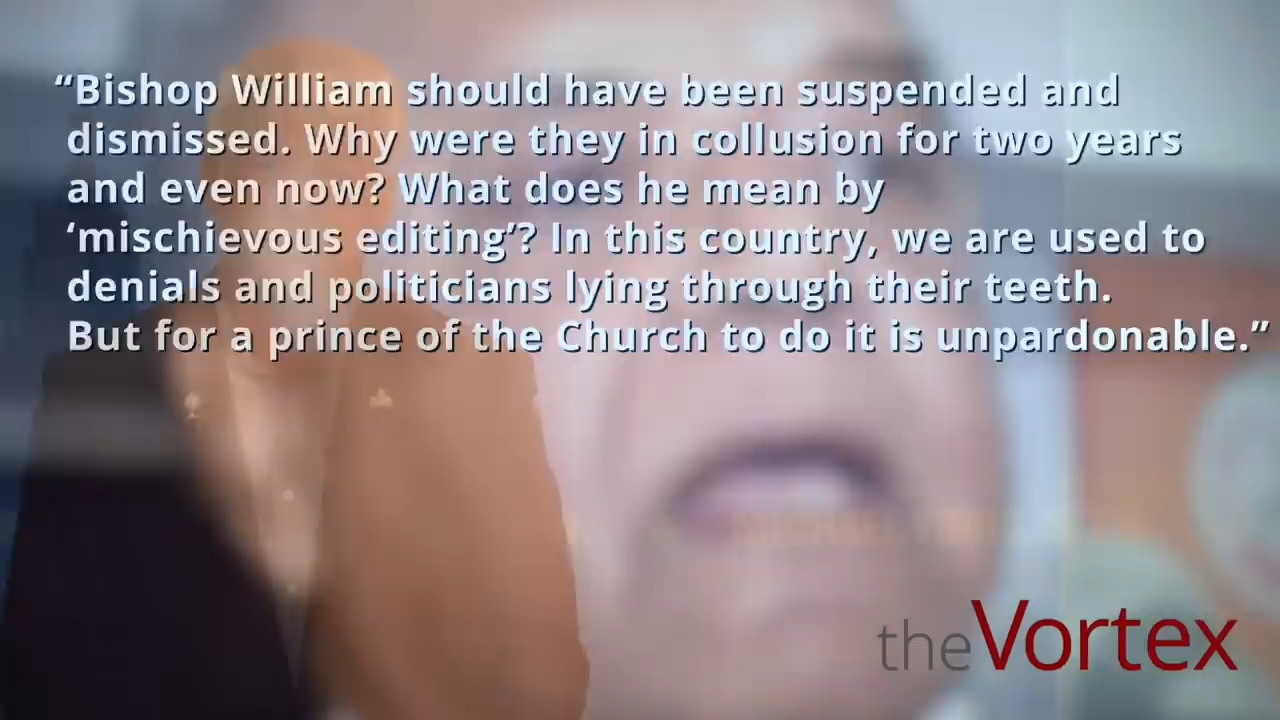 “Bishop William should have been suspended and
dismissed. Why were they in collusion for two years
and even now? What does he mean by
‘mischievous editing’? In this country, we are used to
denials and politicians lying through their teeth.
But for a prince of the Church to do it is unpardonable.”
theVortex